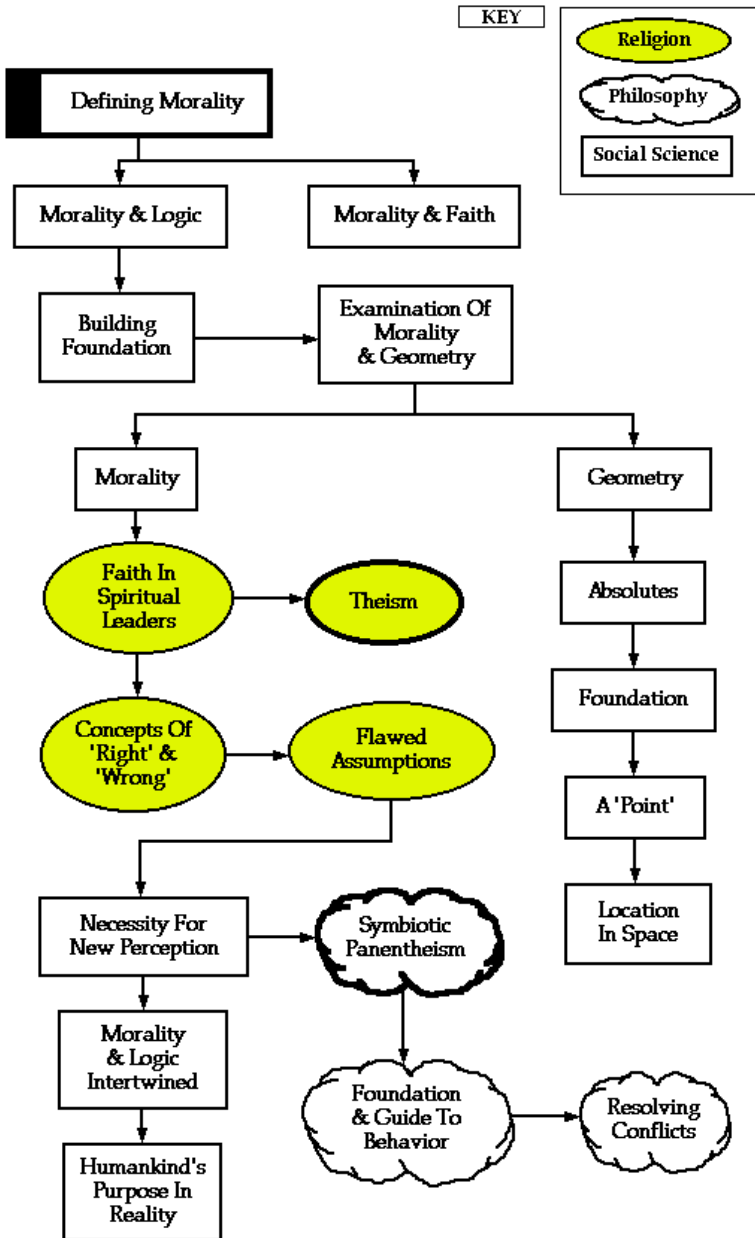 KEY
Religion
Philosophy
Social Science
Defining Morality
Morality & Logic
Morality & Faith
Building
Foundation
Examination Of
Morality
& Geometry
Morality
Geometry
Faith In
Spiritual
Leaders
Theism
Absolutes
Foundation
Concepts Of
'Right' &
'Wrong'
Flawed
Assumptions
A 'Point'
Necessity For
New Perception
Symbiotic
Panentheism
Location
In Space
Morality
& Logic
Intertwined
Foundation
& Guide To
Behavior
Resolving
Conflicts
Humankind's
Purpose In
Reality